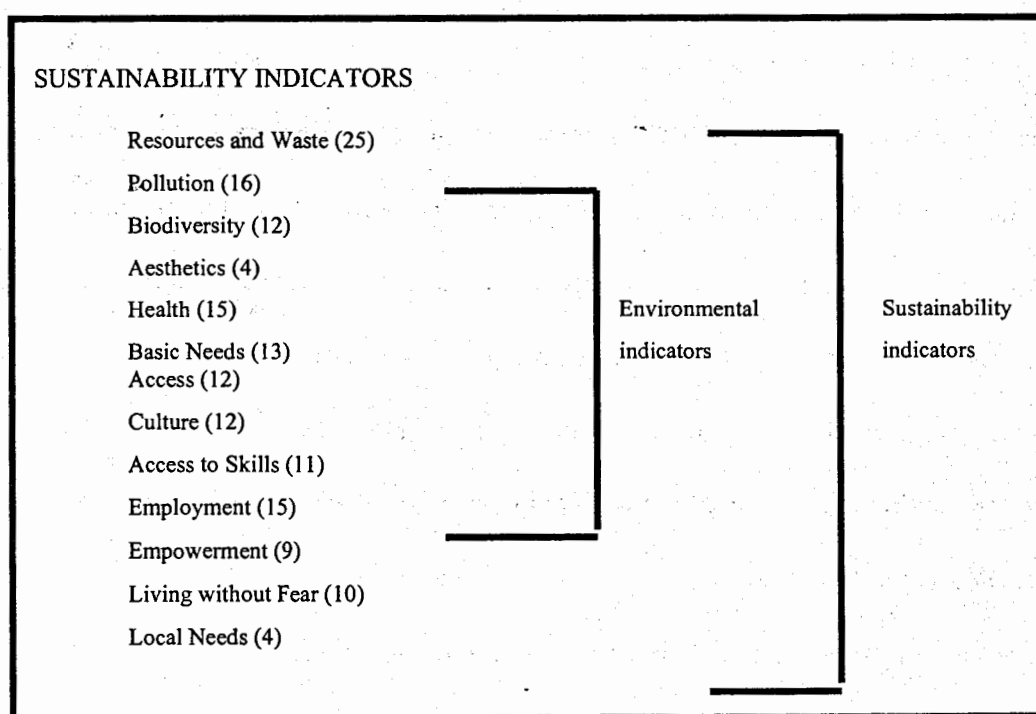 SUSTAINABILITY INDICATORS
Resources and Waste (25)
Pollution (16)
Biodiversity (12)
Aesthetics (4)
Health (15)
Basic Needs (13)
Access (12)
Culture (12)
Access to Skills (11)
Employment (15)
Empowerment (9)
Living without Fear (10)
Local Needs (4)
Environmental
indicators
Sustainability
indicators